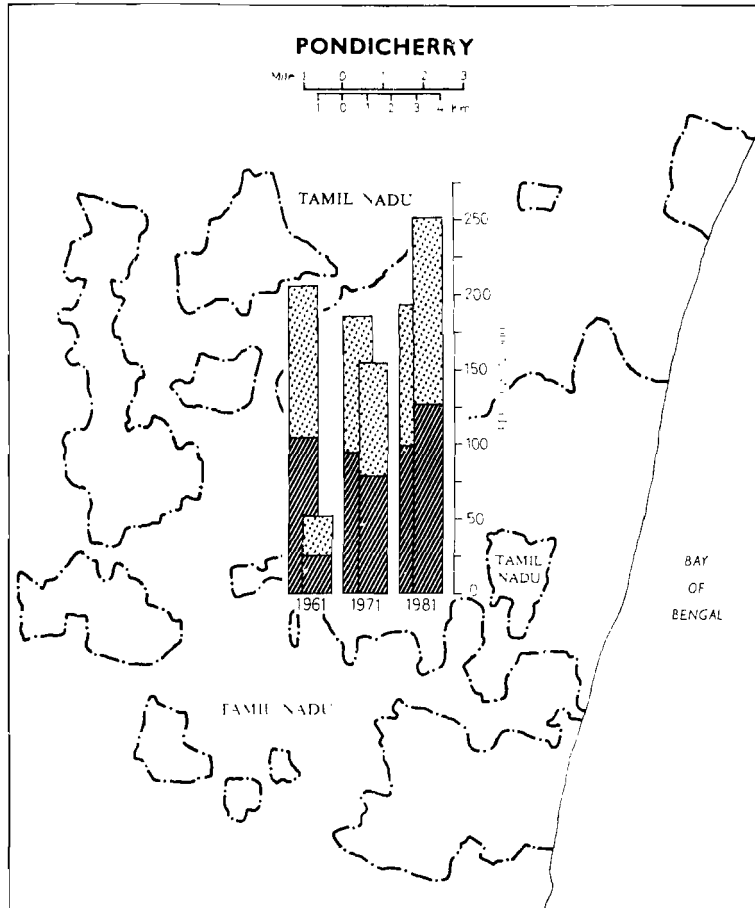 PONDICHERRY
Mile 1 0 1 2 3
1 0 1 2 3 4 Km
TAMIL NADU
250
200
150
100
50
0
1961 1971 1981
TAMIL
NADU
BAY
OF
BENGAL
TAMIL NADU